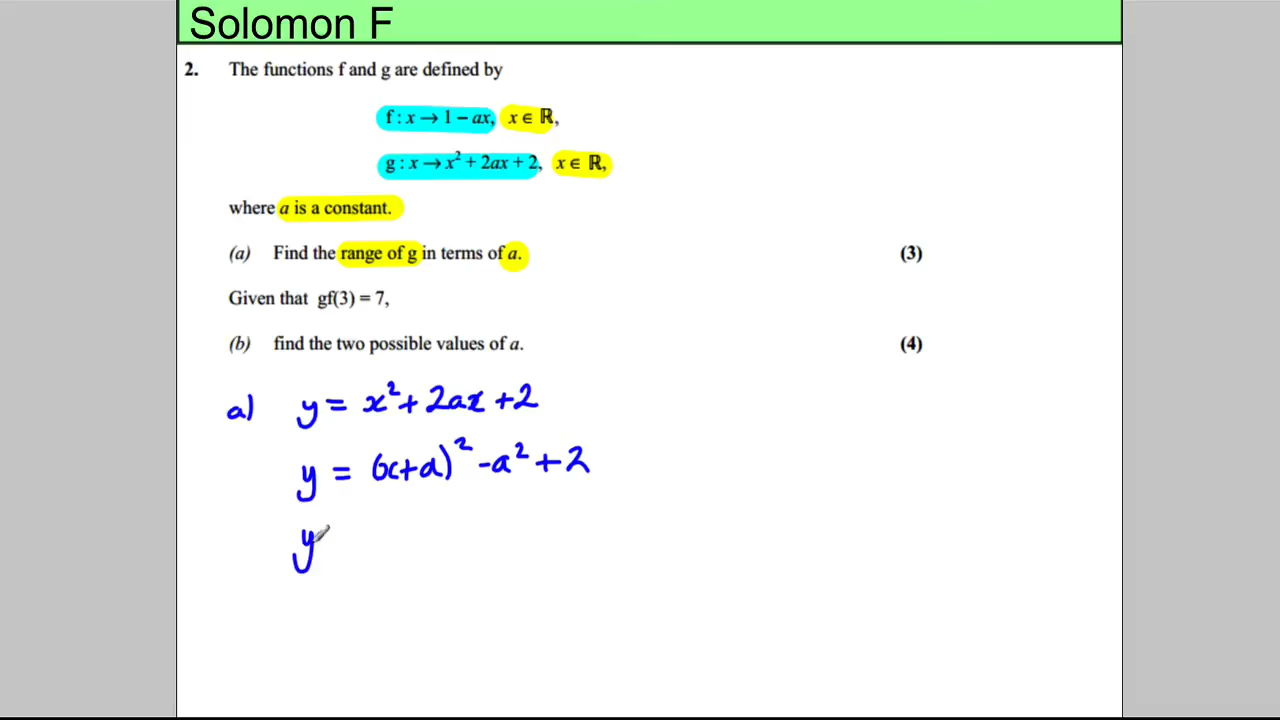 Solomon F
2. The functions f and g are defined by
f : x → 1 – ax, x ∈ ℝ,
g : x → x² + 2ax + 2, x ∈ ℝ,
where a is a constant.
(a) Find the range of g in terms of a. (3)
Given that gf(3) = 7,
(b) find the two possible values of a. (4)
a) y = x² + 2ax + 2
y = (x+a)² - a² + 2
y